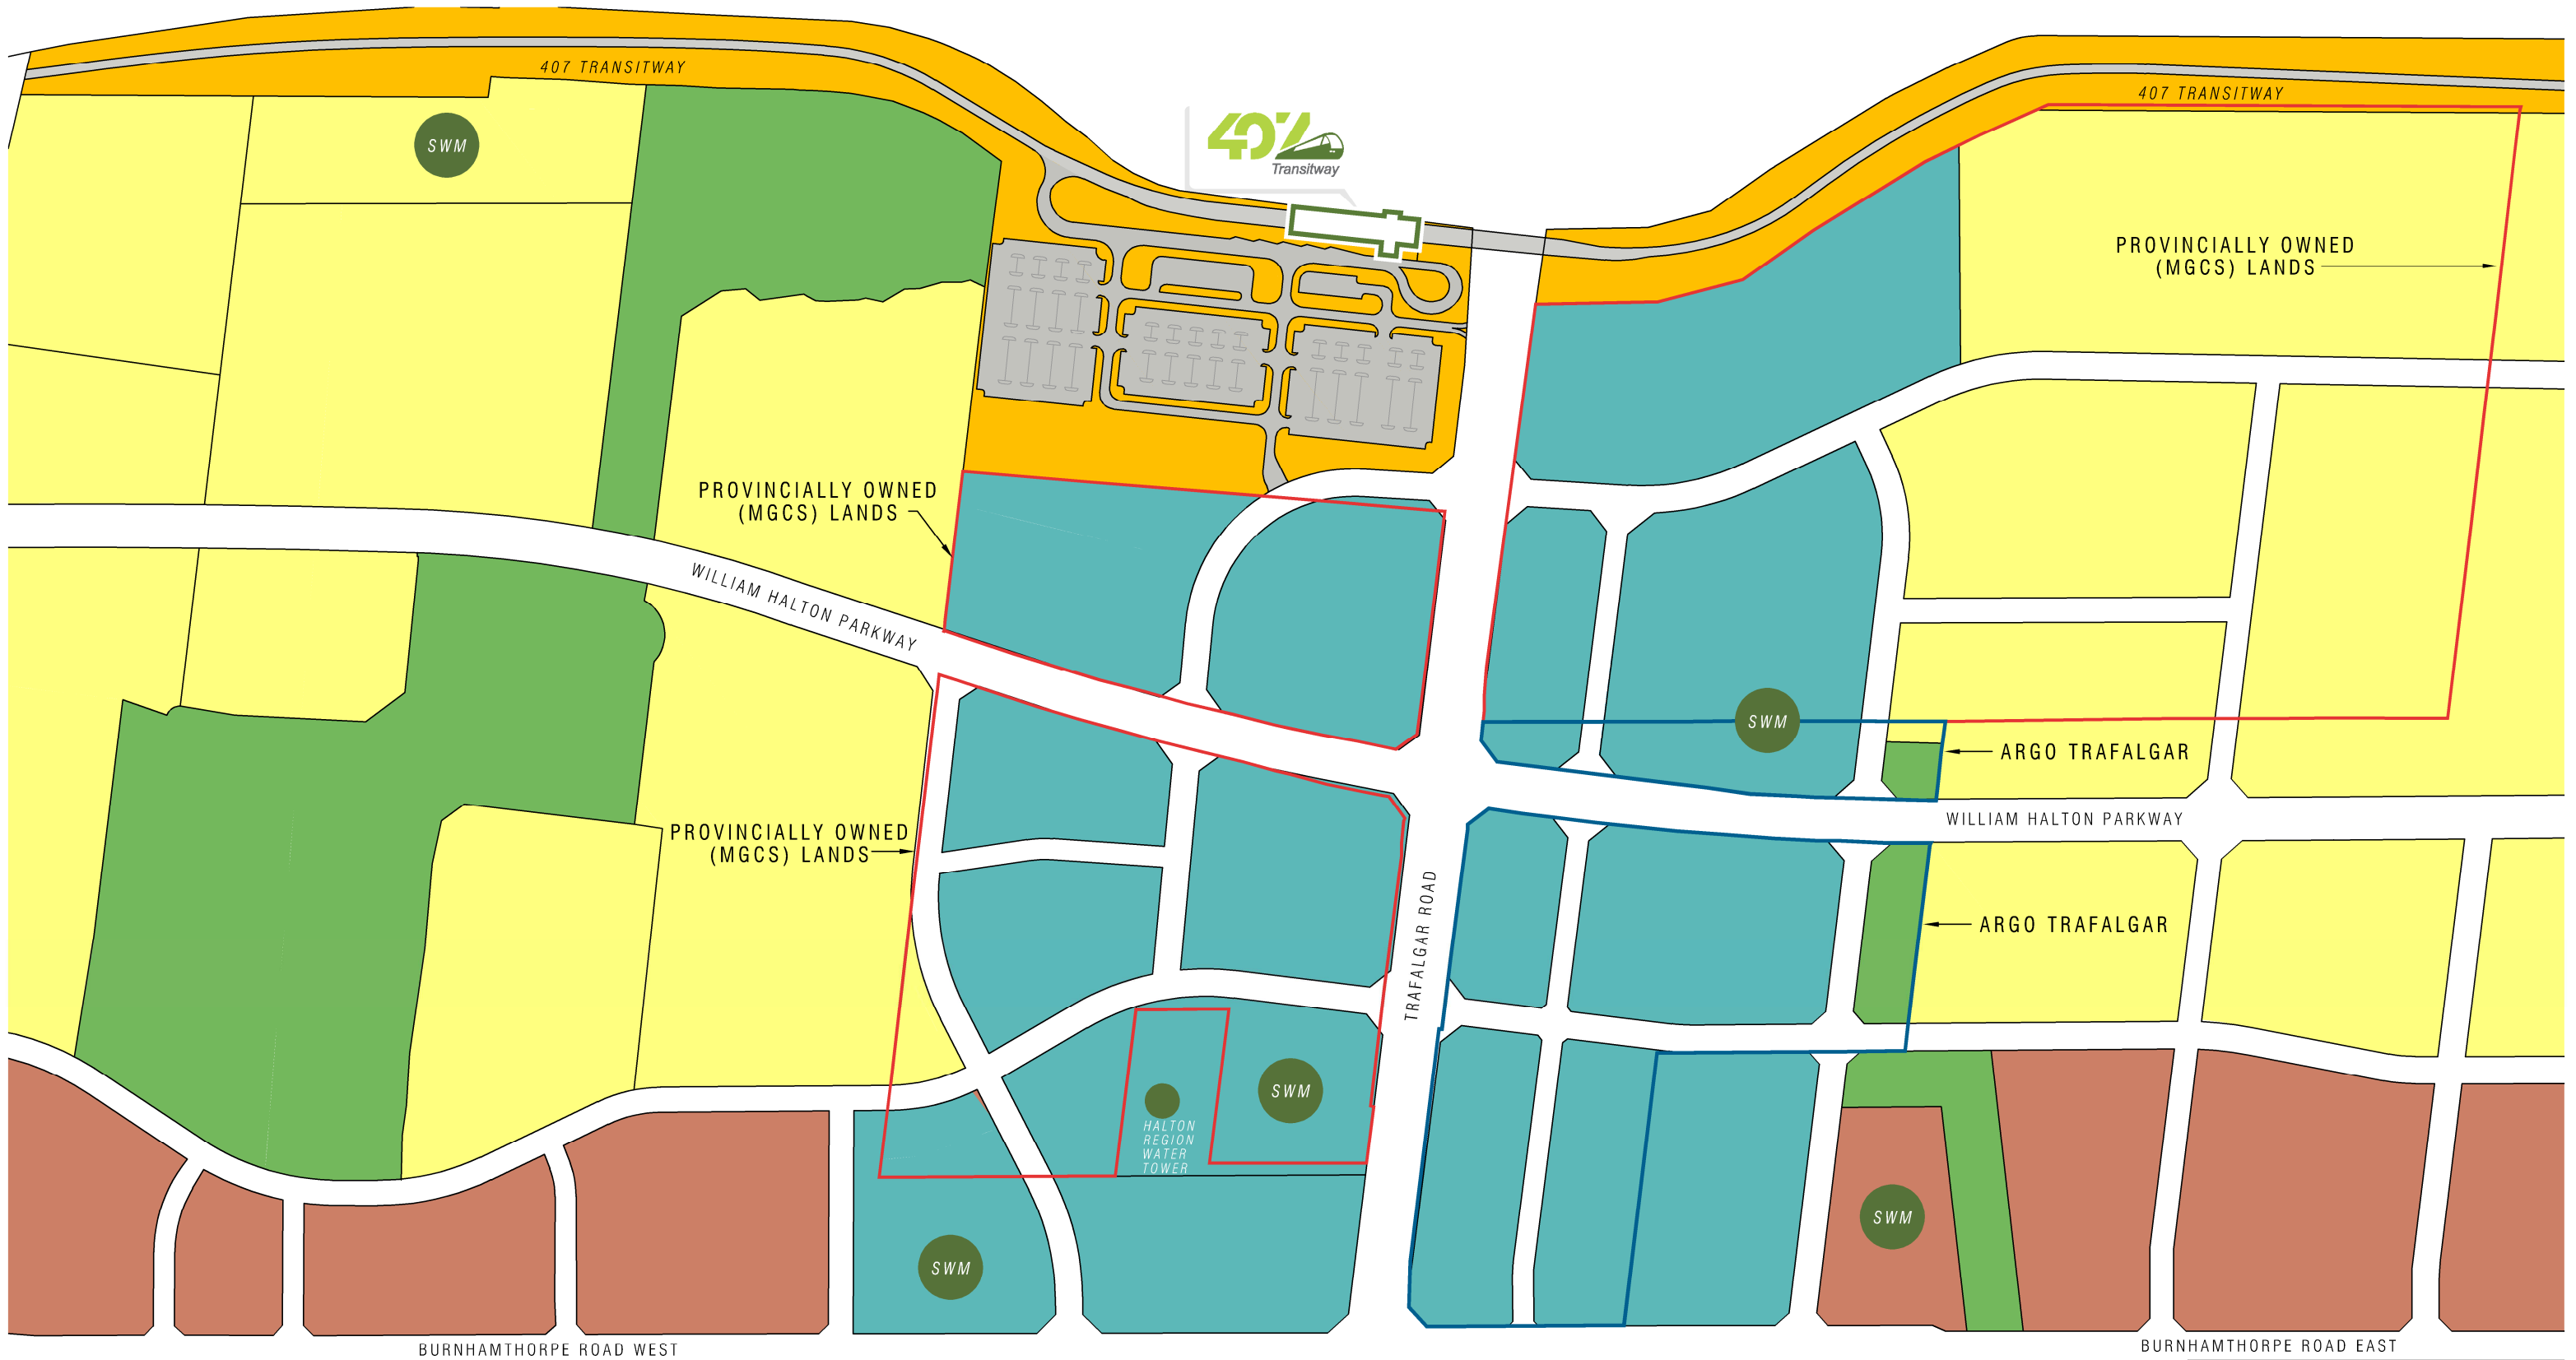 407 TRANSITWAY
407 TRANSITWAY
407
Transitway
SWM
PROVINCIALLY OWNED
(MGCS) LANDS
PROVINCIALLY OWNED
(MGCS) LANDS
WILLIAM HALTON PARKWAY
SWM
ARGO TRAFALGAR
WILLIAM HALTON PARKWAY
PROVINCIALLY OWNED
(MGCS) LANDS
TRAFALGAR ROAD
ARGO TRAFALGAR
SWM
HALTON
REGION
WATER
TOWER
SWM
SWM
BURNHAMTHORPE ROAD WEST
BURNHAMTHORPE ROAD EAST